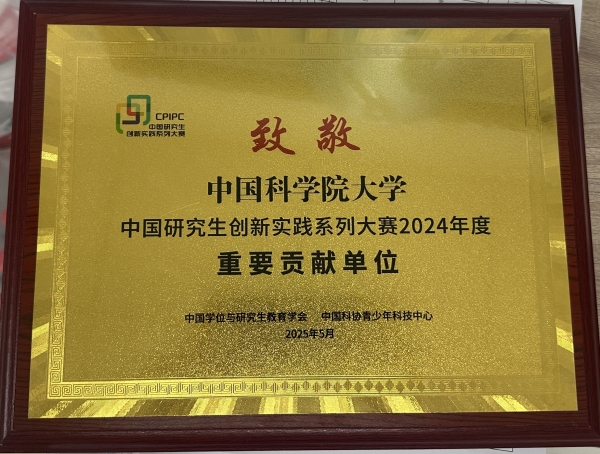 CPIPC
中国研究生
创新实践系列大赛
致敬
中国科学院大学
中国研究生创新实践系列大赛2024年度
重要贡献单位
中国学位与研究生教育学会 中国科协青少年科技中心
2025年5月